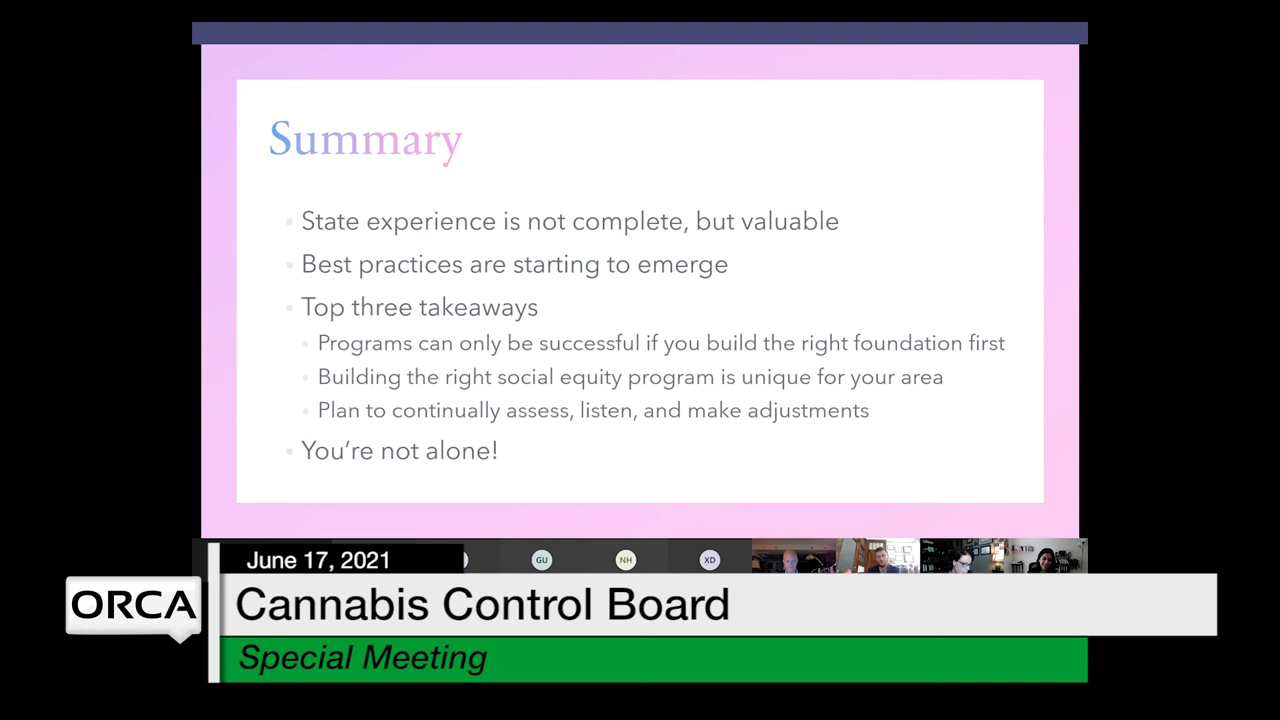 Summary
State experience is not complete, but valuable
Best practices are starting to emerge
Top three takeaways
Programs can only be successful if you build the right foundation first
Building the right social equity program is unique for your area
Plan to continually assess, listen, and make adjustments
You're not alone!
GU
NH
XD
June 17, 2021
ORCA
Cannabis Control Board
Special Meeting